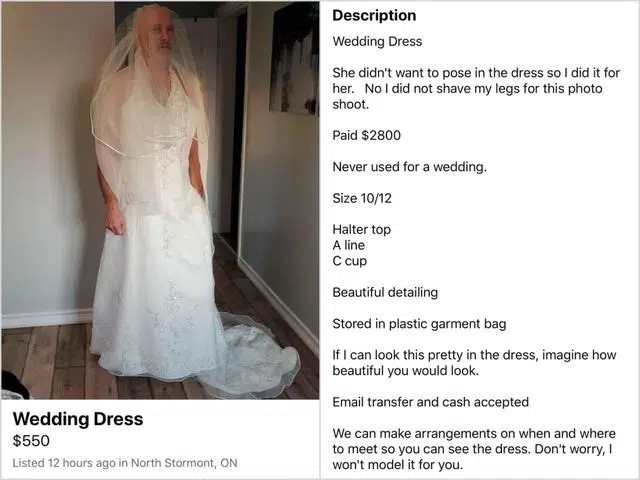 Wedding Dress
$550
Listed 12 hours ago in North Stormont, ON
Description
Wedding Dress
She didn't want to pose in the dress so I did it for
her.   No I did not shave my legs for this photo
shoot.
Paid $2800
Never used for a wedding.
Size 10/12
Halter top
A line
C cup
Beautiful detailing
Stored in plastic garment bag
If I can look this pretty in the dress, imagine how
beautiful you would look.
Email transfer and cash accepted
We can make arrangements on when and where
to meet so you can see the dress. Don't worry, I
won't model it for you.